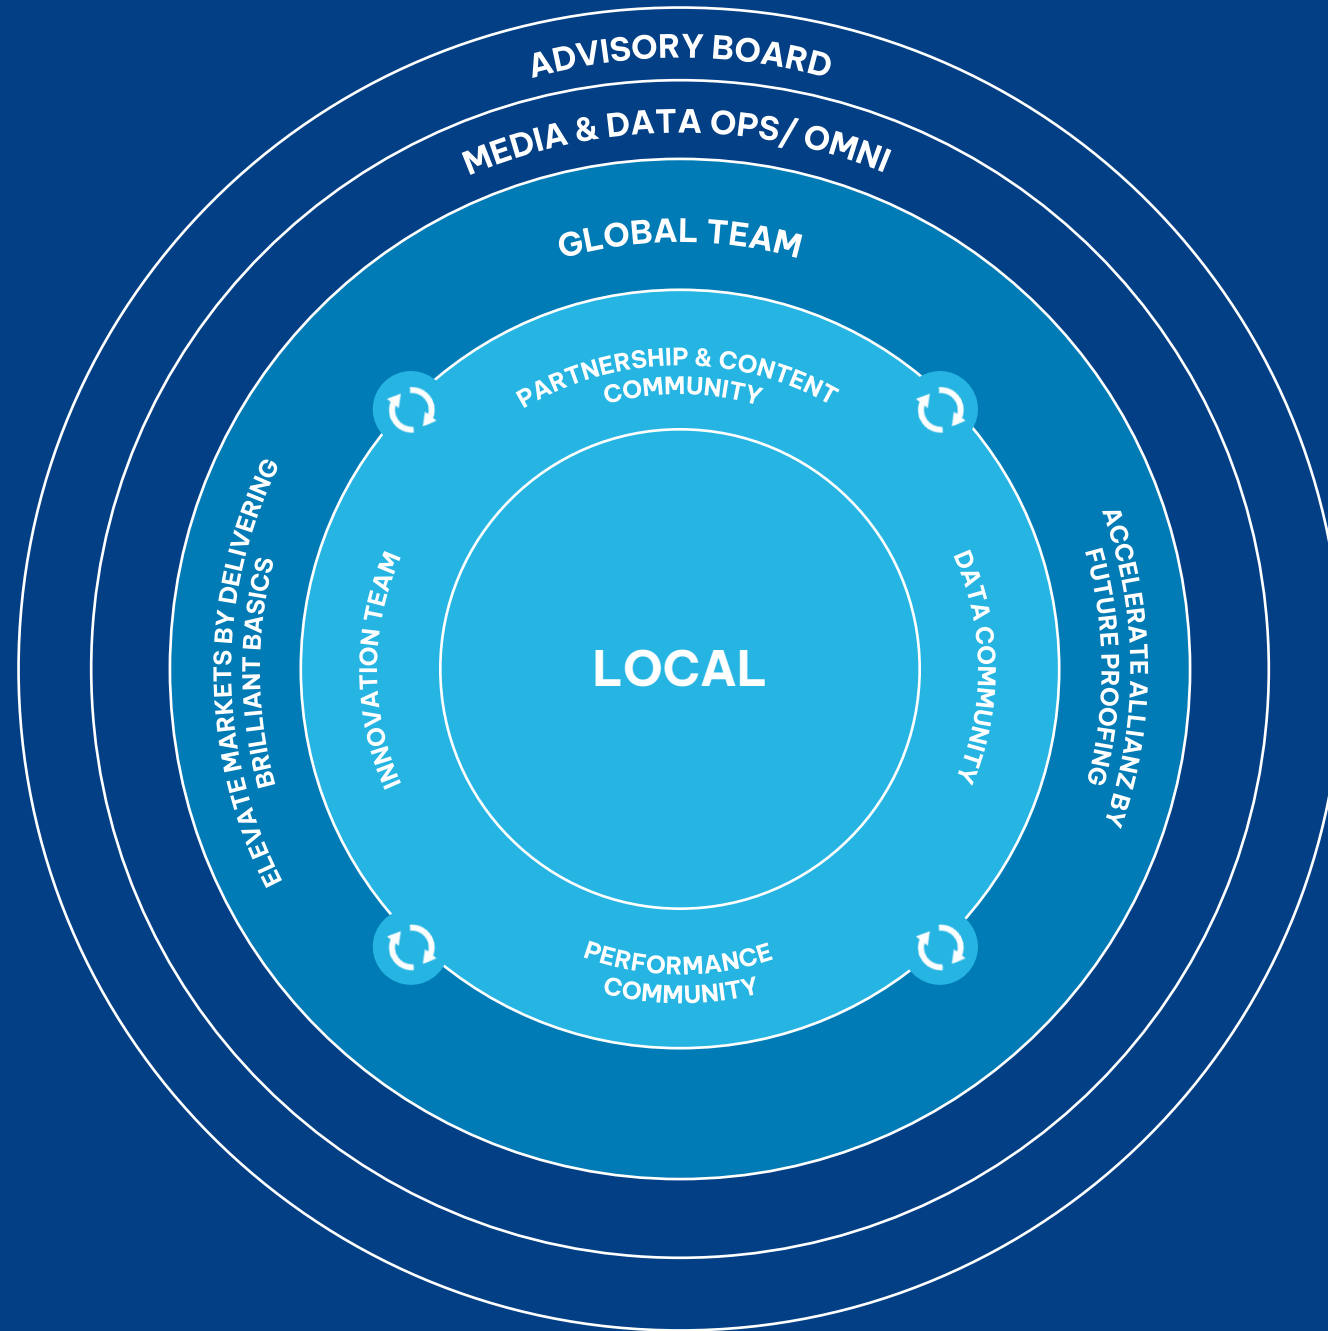 ADVISORY BOARD
MEDIA & DATA OPS/ OMNI
GLOBAL TEAM
PARTNERSHIP & CONTENT
COMMUNITY
ELEVATE MARKETS BY DELIVERING
BRILLIANT BASICS
INNOVATION TEAM
LOCAL
DATA COMMUNITY
ACCELERATE ALLIANZ BY
FUTURE PROOFING
PERFORMANCE
COMMUNITY